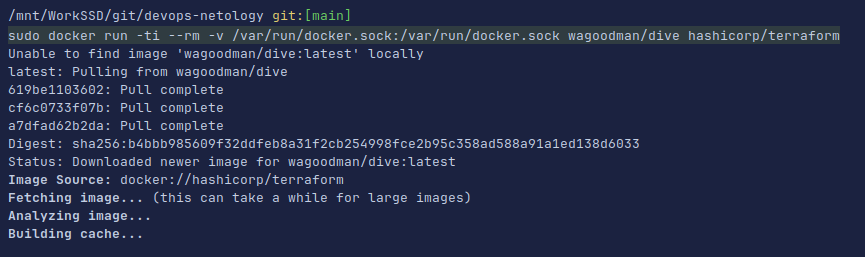 /mnt/WorkSSD/git/devops-netology git:[main]
sudo docker run -ti --rm -v /var/run/docker.sock:/var/run/docker.sock wagoodman/dive hashicorp/terraform
Unable to find image 'wagoodman/dive:latest' locally
latest: Pulling from wagoodman/dive
619be1103602: Pull complete
cf6c0733f07b: Pull complete
a7dfad62b2da: Pull complete
Digest: sha256:b4bbb985609f32ddfeb8a31f2cb254998fce2b95c358ad588a91a1ed138d6033
Status: Downloaded newer image for wagoodman/dive:latest
Image Source: docker://hashicorp/terraform
Fetching image... (this can take a while for large images)
Analyzing image...
Building cache...